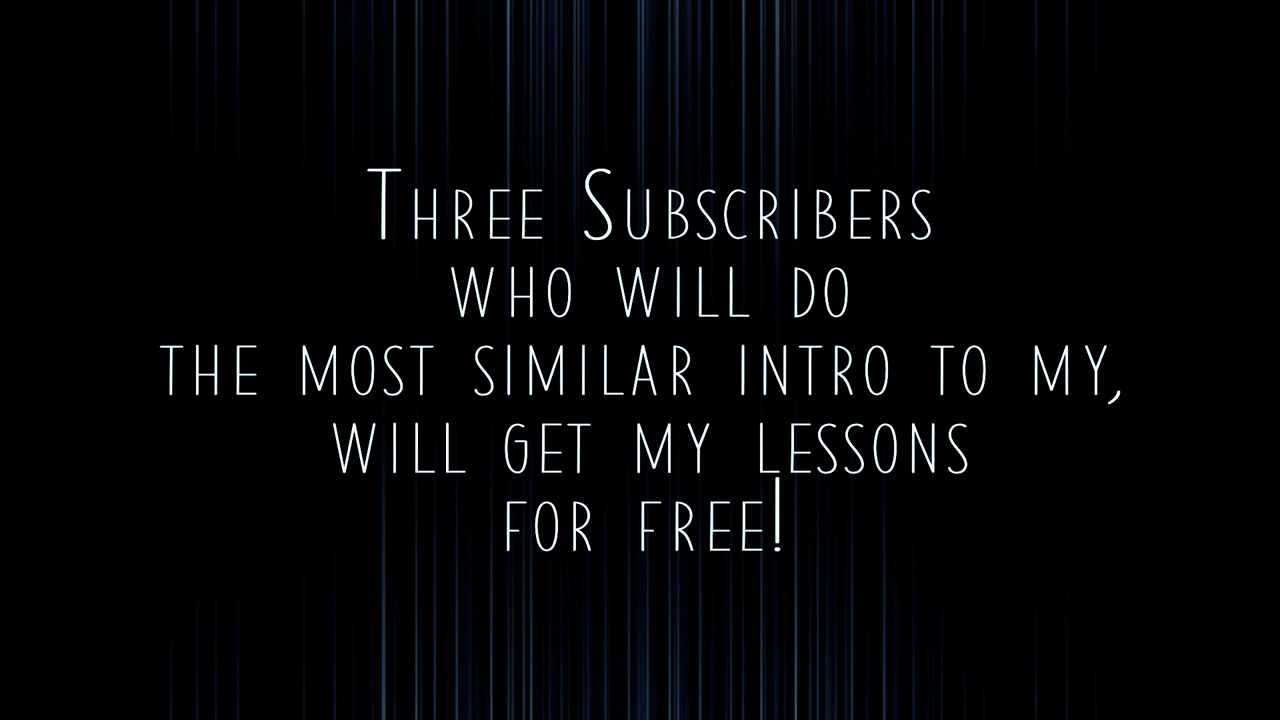 Three Subscribers
who will do
the most similar intro to my,
will get my lessons
for free!